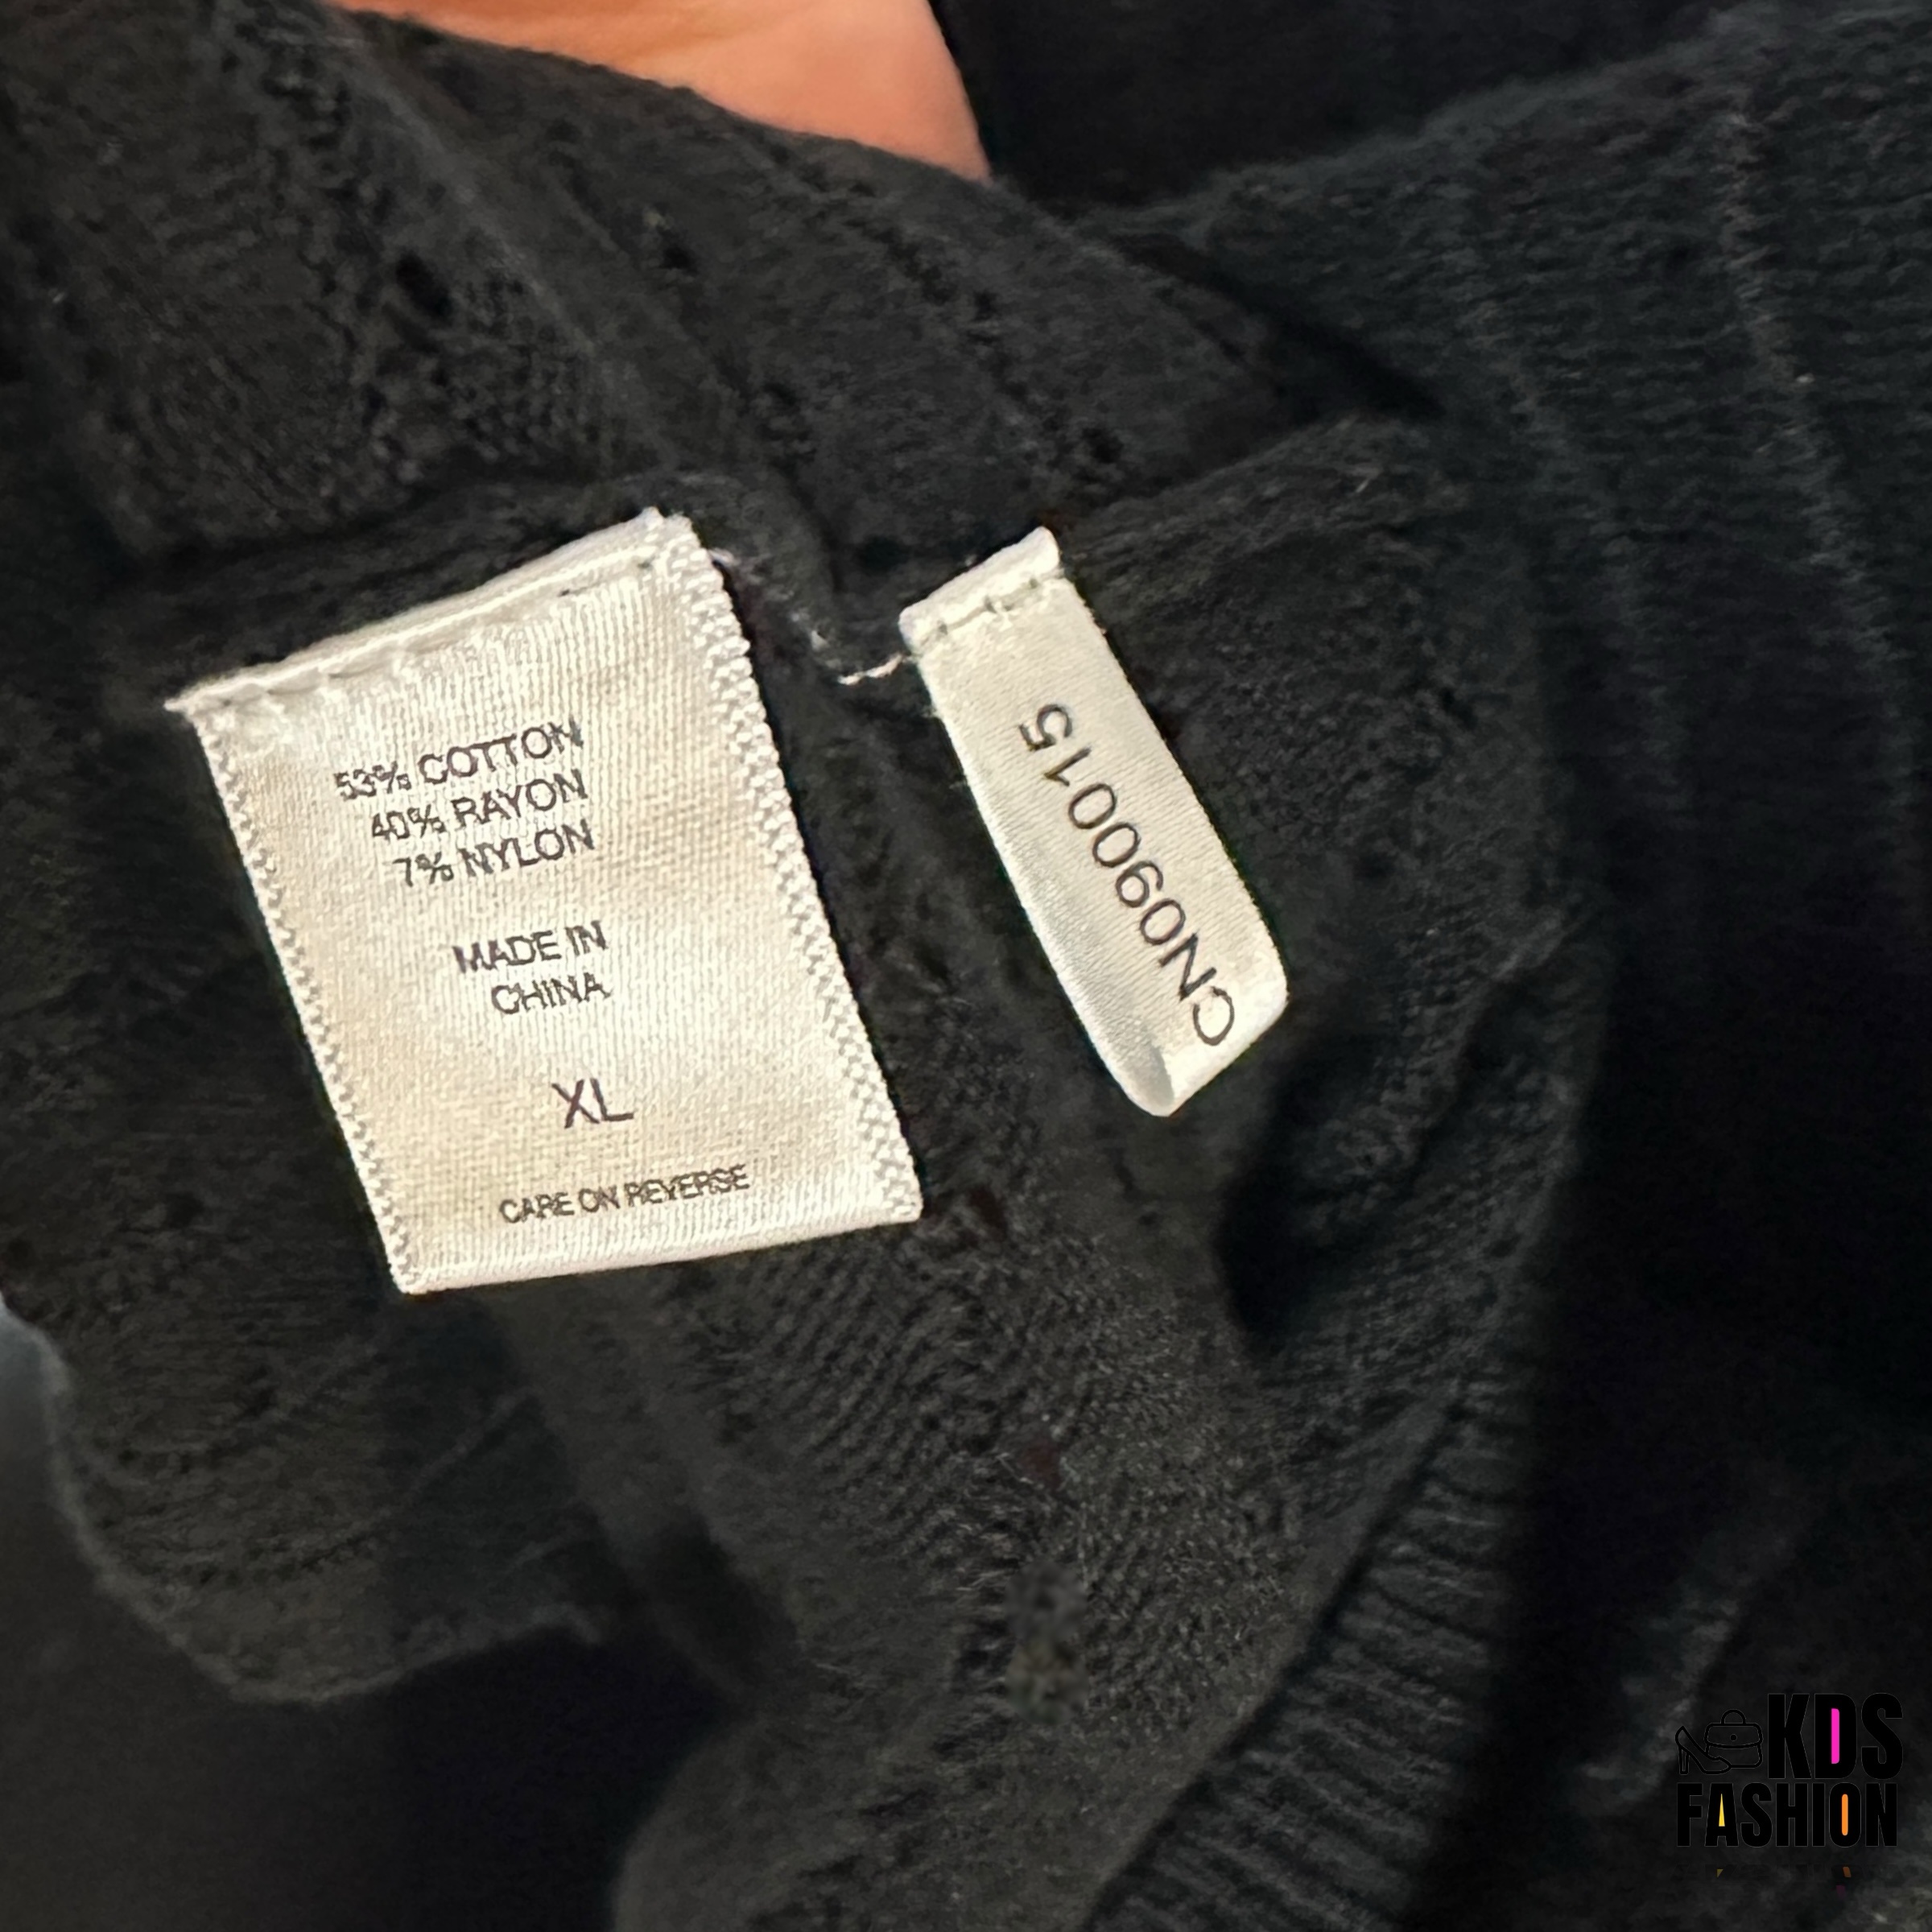 53% COTTON
40% RAYON
7% NYLON
MADE IN
CHINA
XL
CARE ON REVERSE
CN090015
KDS
FASHION